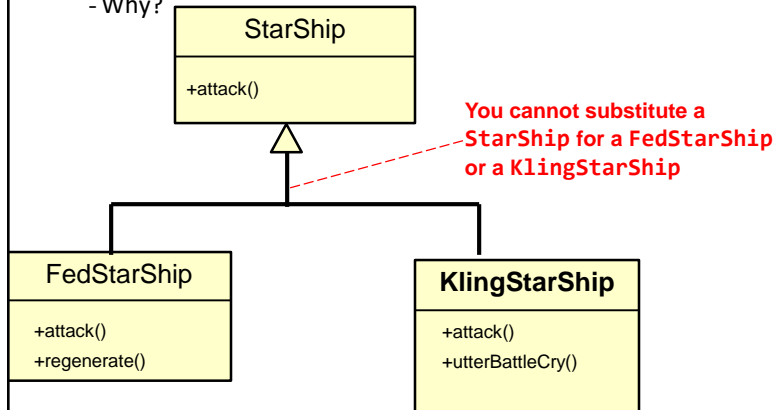 - Why?
StarShip
+attack()
You cannot substitute a
StarShip for a FedStarShip
or a KlingStarShip
FedStarShip
+attack()
+regenerate()
KlingStarShip
+attack()
+utterBattleCry()